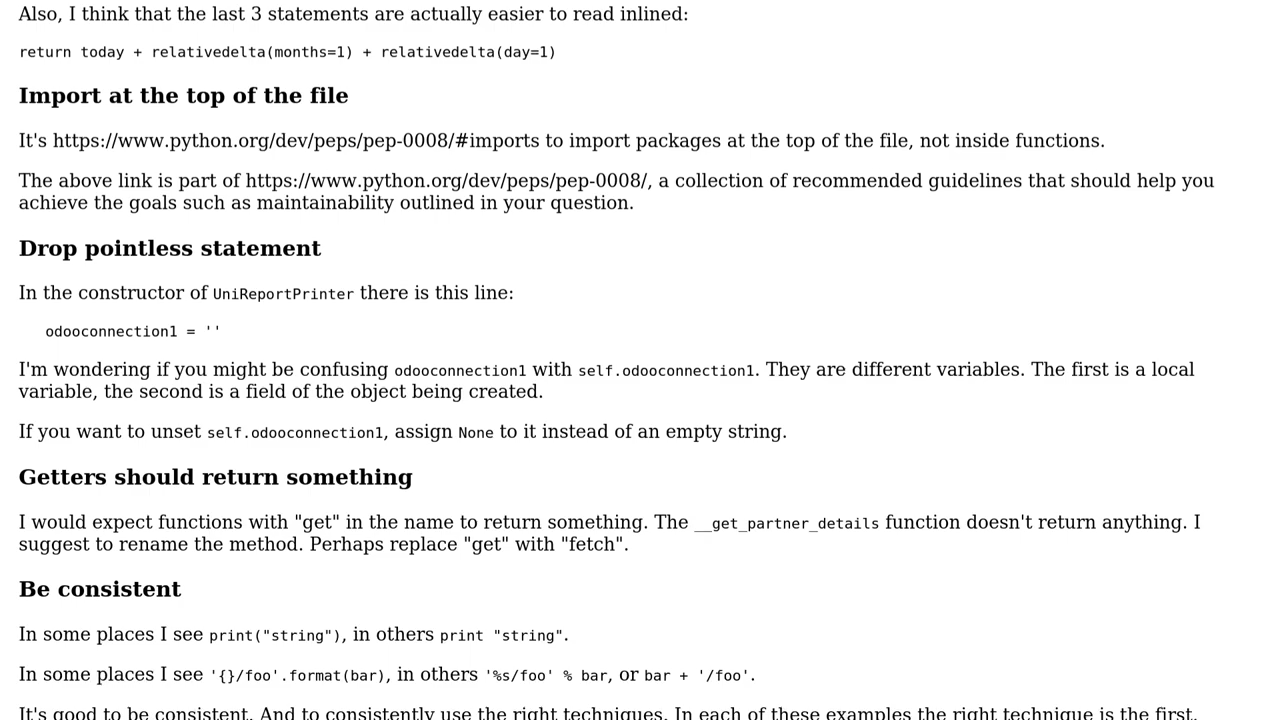 Also, I think that the last 3 statements are actually easier to read inlined:
return today + relativedelta(months=1) + relativedelta(day=1)
Import at the top of the file
It's https://www.python.org/dev/peps/pep-0008/#imports to import packages at the top of the file, not inside functions.
The above link is part of https://www.python.org/dev/peps/pep-0008/, a collection of recommended guidelines that should help you
achieve the goals such as maintainability outlined in your question.
Drop pointless statement
In the constructor of UniReportPrinter there is this line:
odooconnection1 = ''
I'm wondering if you might be confusing odooconnection1 with self.odooconnection1. They are different variables. The first is a local
variable, the second is a field of the object being created.
If you want to unset self.odooconnection1, assign None to it instead of an empty string.
Getters should return something
I would expect functions with "get" in the name to return something. The __get_partner_details function doesn't return anything. I
suggest to rename the method. Perhaps replace "get" with "fetch".
Be consistent
In some places I see print("string"), in others print "string".
In some places I see '{}/foo'.format(bar), in others '%s/foo' % bar, or bar + '/foo'.
It's good to be consistent. And to consistently use the right techniques. In each of these examples the right technique is the first.